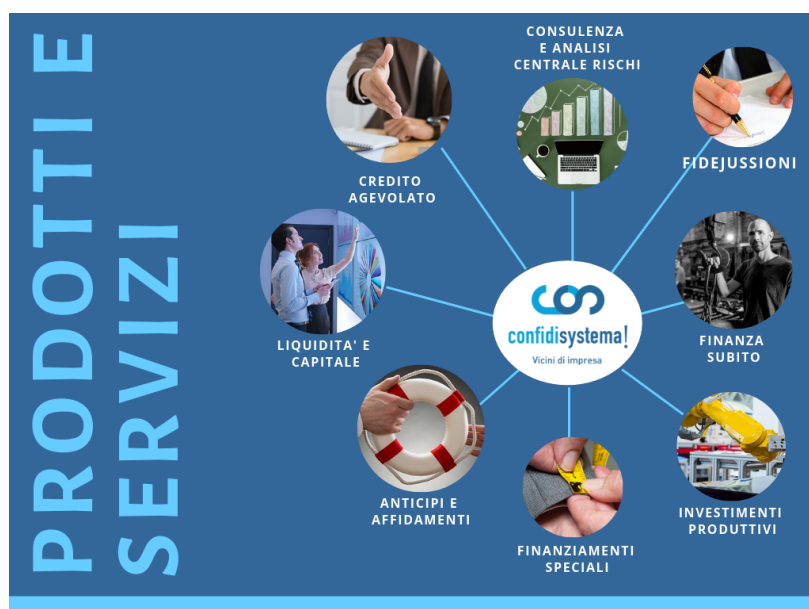 PRODOTTI E
SERVIZI
CONSULENZA
E ANALISI
CENTRALE RISCHI
CREDITO
AGEVOLATO
FIDEJUSSIONI
LIQUIDITA' E
CAPITALE
confidisystema!
Vicini di impresa
FINANZA
SUBITO
ANTICIPI E
AFFIDAMENTI
INVESTIMENTI
PRODUTTIVI
FINANZIAMENTI
SPECIALI